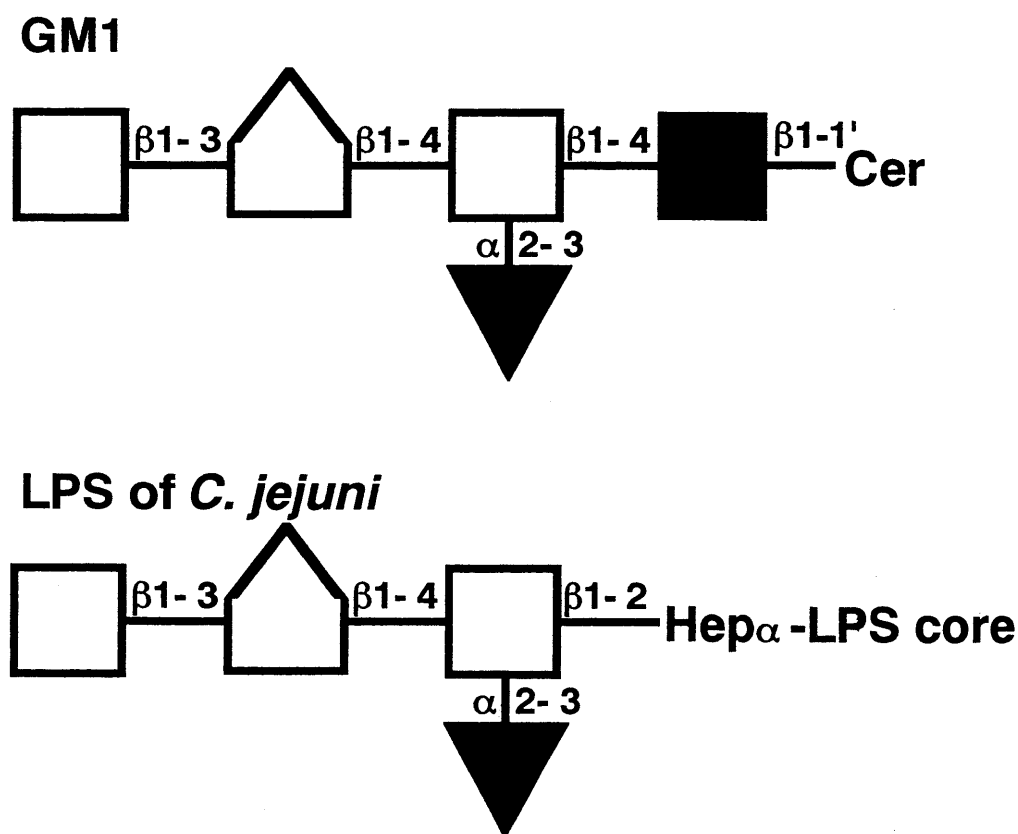 GM1
β1- 3 β1- 4 β1- 4 β1-1'
Cer
α 2- 3
LPS of C. jejuni
β1- 3 β1- 4 β1- 2
Hepα-LPS core
α 2- 3